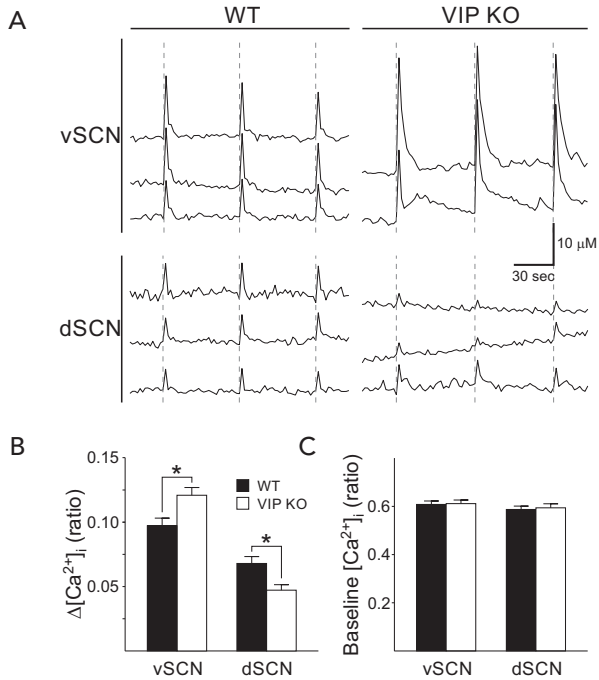 A
WT
VIP KO
vSCN
10 μM
30 sec
dSCN
B
Δ[Ca²⁺]ᵢ (ratio)
0.15
0.10
0.05
*
*
WT
VIP KO
vSCN
dSCN
C
Baseline [Ca²⁺]ᵢ (ratio)
0.6
0.4
0.2
vSCN
dSCN